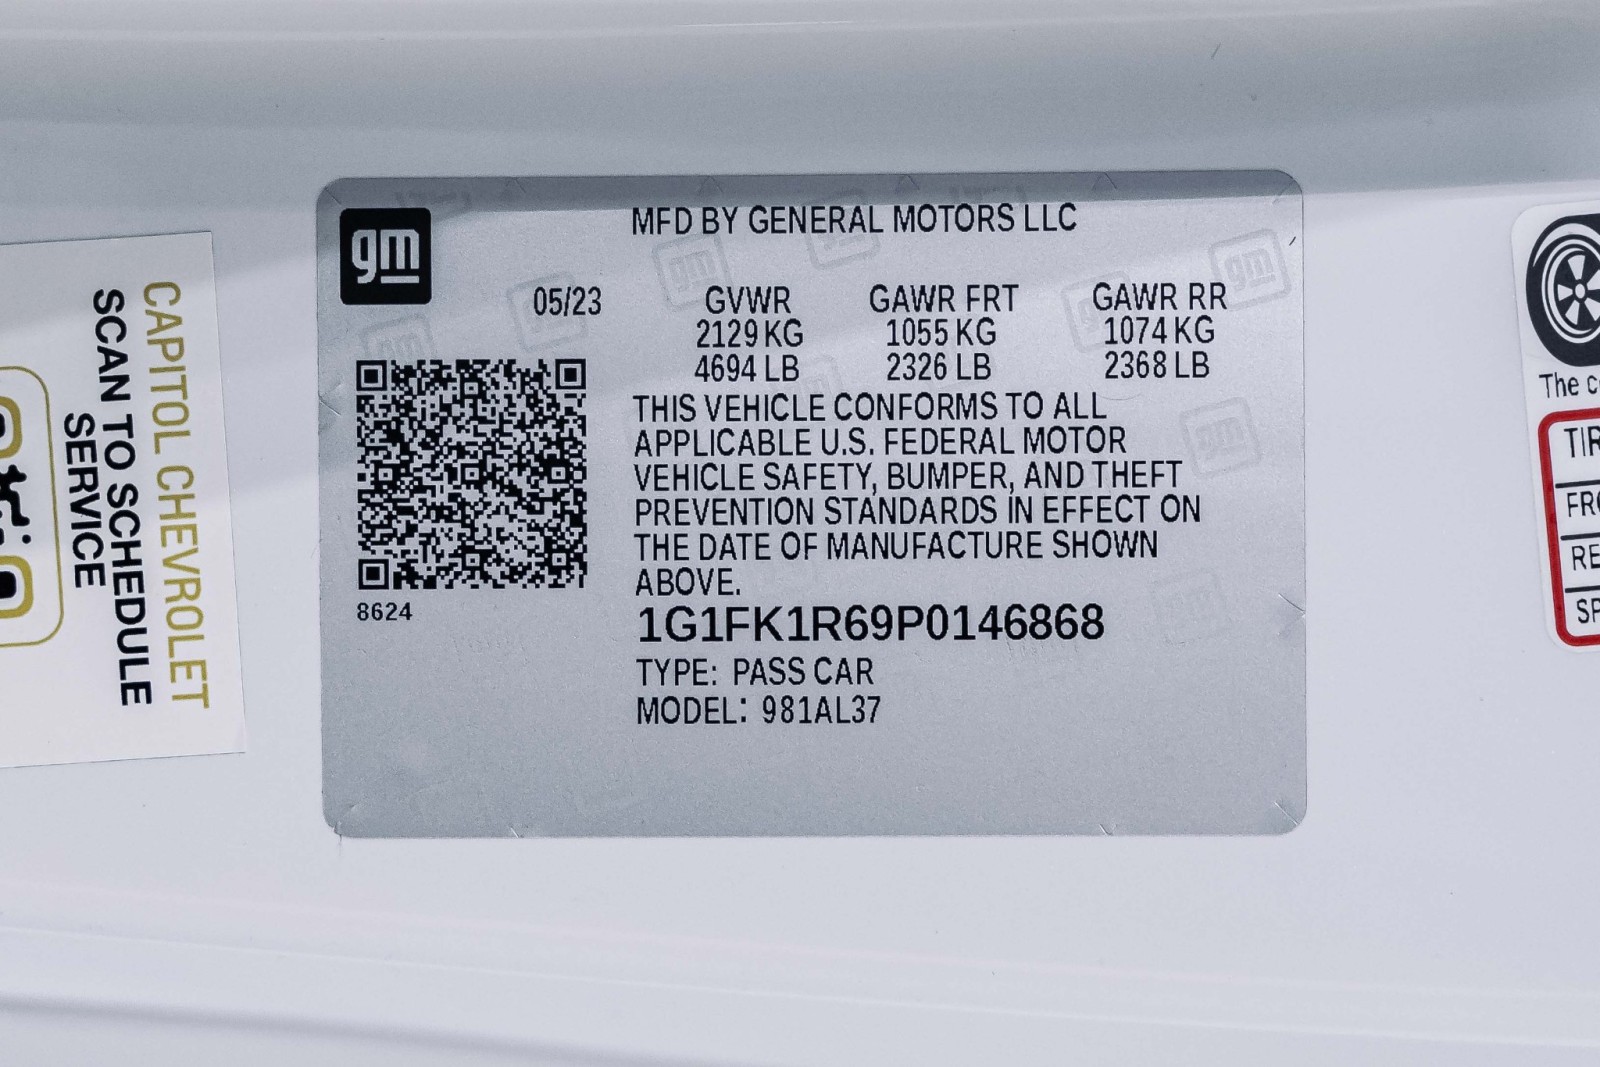 CAPITOL CHEVROLET
SCAN TO SCHEDULE
SERVICE
gm
MFD BY GENERAL MOTORS LLC
05/23 GVWR GAWR FRT GAWR RR
2129 KG 1055 KG 1074 KG
4694 LB 2326 LB 2368 LB
THIS VEHICLE CONFORMS TO ALL
APPLICABLE U.S. FEDERAL MOTOR
VEHICLE SAFETY, BUMPER, AND THEFT
PREVENTION STANDARDS IN EFFECT ON
THE DATE OF MANUFACTURE SHOWN
ABOVE.
8624
1G1FK1R69P0146868
TYPE: PASS CAR
MODEL: 981AL37
The